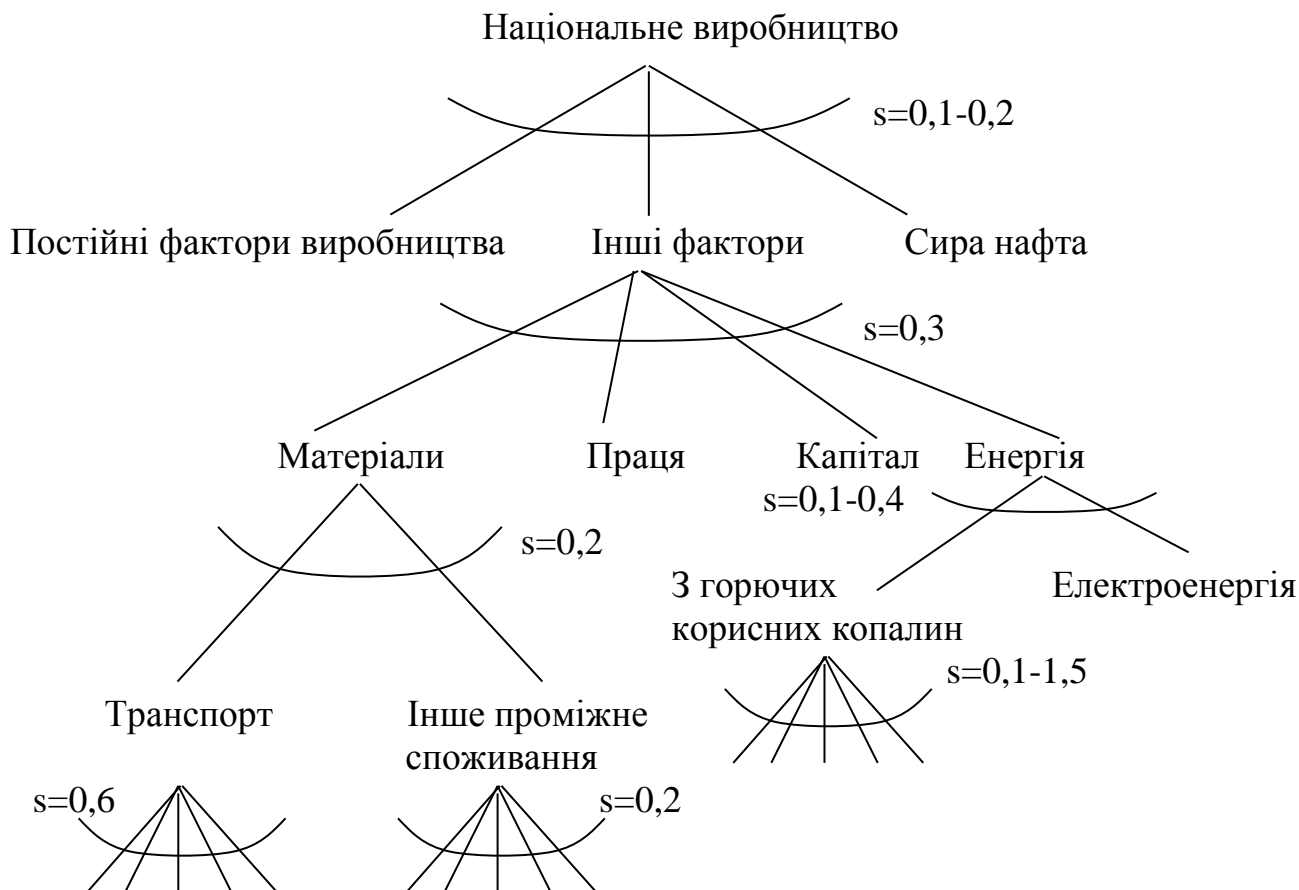 Національне виробництво
s=0,1-0,2
Постійні фактори виробництва
Інші фактори
Сира нафта
s=0,3
Матеріали
Праця
Капітал
Енергія
s=0,1-0,4
s=0,2
З горючих
корисних копалин
Електроенергія
s=0,1-1,5
Транспорт
Інше проміжне
споживання
s=0,6
s=0,2